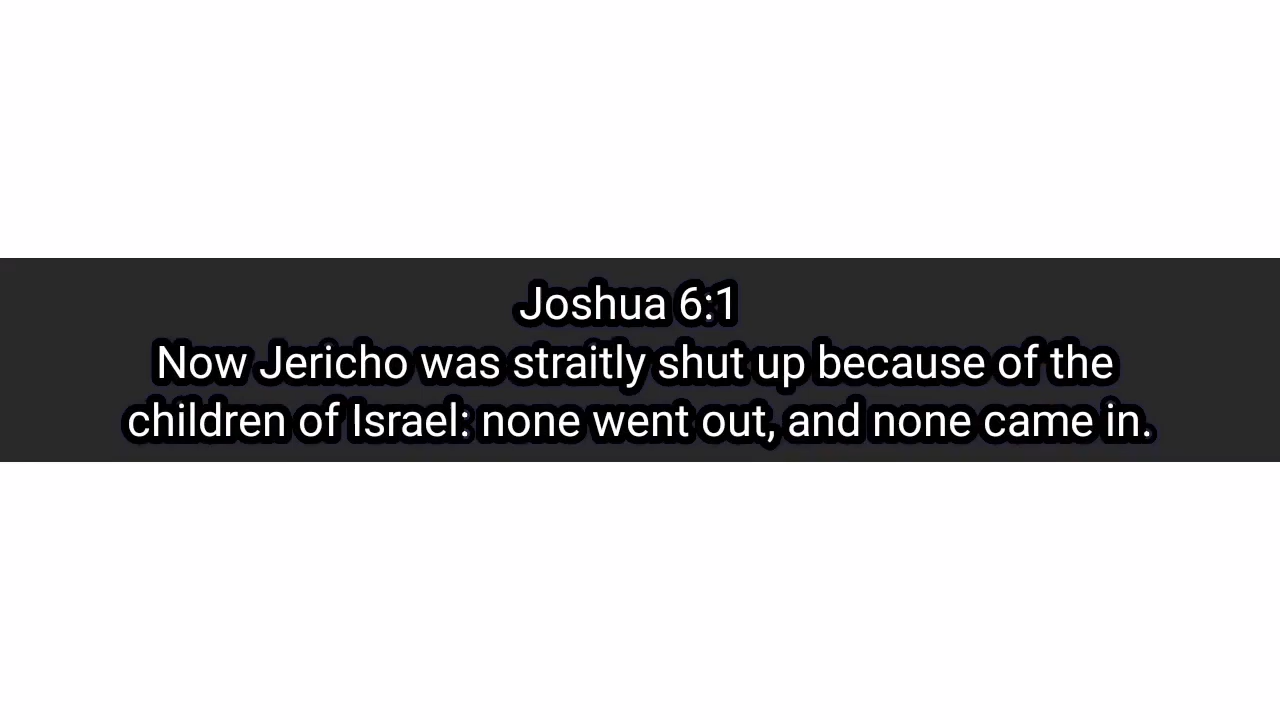 Joshua 6:1
Now Jericho was straitly shut up because of the
children of Israel: none went out, and none came in.